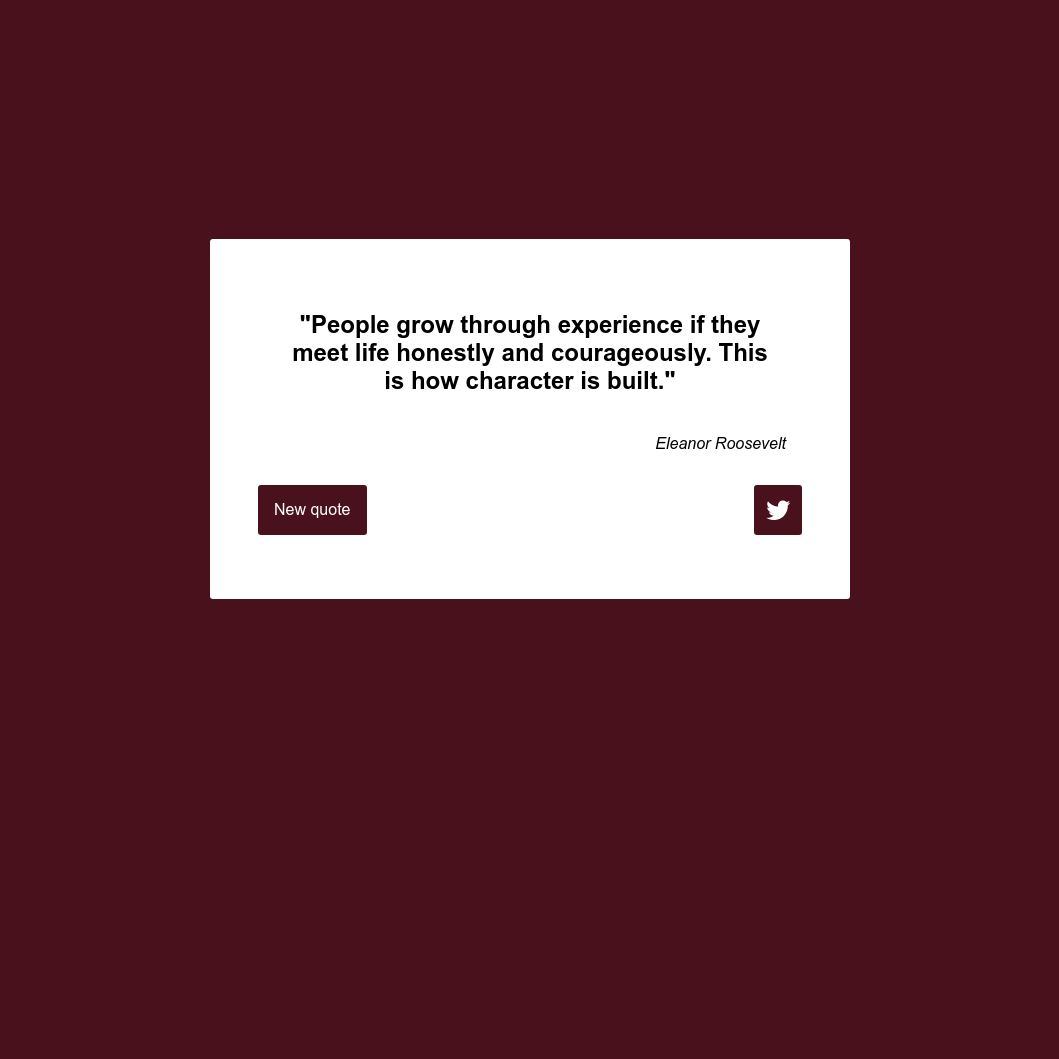 "People grow through experience if they
meet life honestly and courageously. This
is how character is built."
Eleanor Roosevelt
New quote